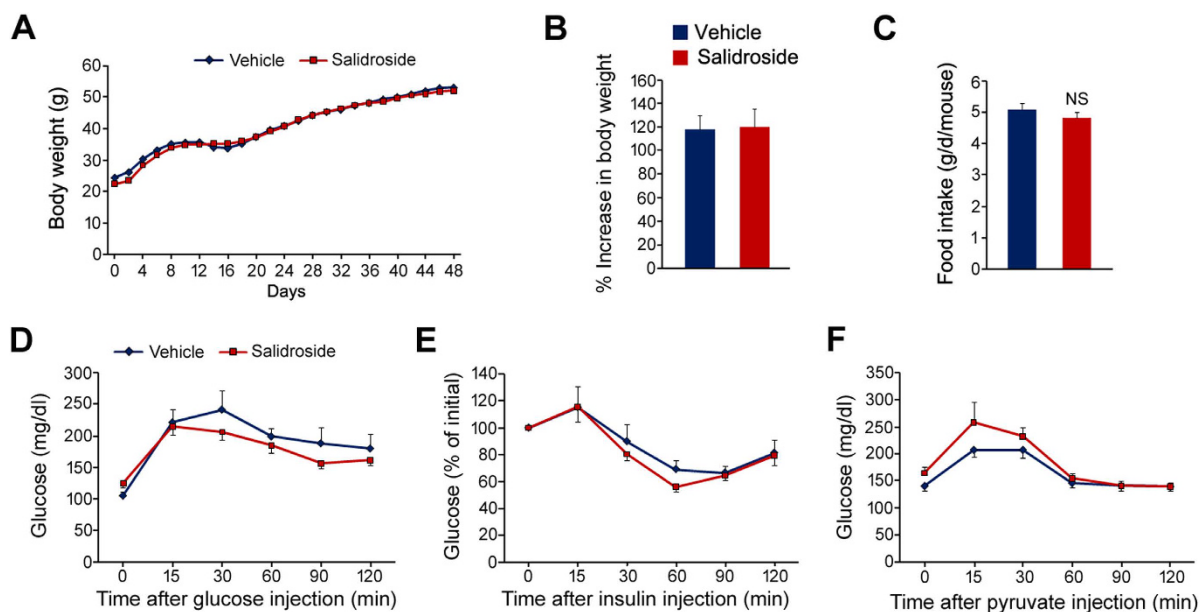 A
Vehicle Salidroside
Body weight (g)
60
50
40
30
20
10
0
0 4 8 12 16 20 24 28 32 36 40 44 48
Days
B
Vehicle
Salidroside
% Increase in body weight
160
140
120
100
80
60
40
20
0
C
Food intake (g/d/mouse)
6
5
4
3
2
1
0
NS
D
Vehicle Salidroside
Glucose (mg/dl)
300
250
200
150
100
50
0
0 15 30 60 90 120
Time after glucose injection (min)
E
Glucose (% of initial)
140
120
100
80
60
40
20
0
0 15 30 60 90 120
Time after insulin injection (min)
F
Glucose (mg/dl)
350
300
250
200
150
100
50
0
0 15 30 60 90 120
Time after pyruvate injection (min)